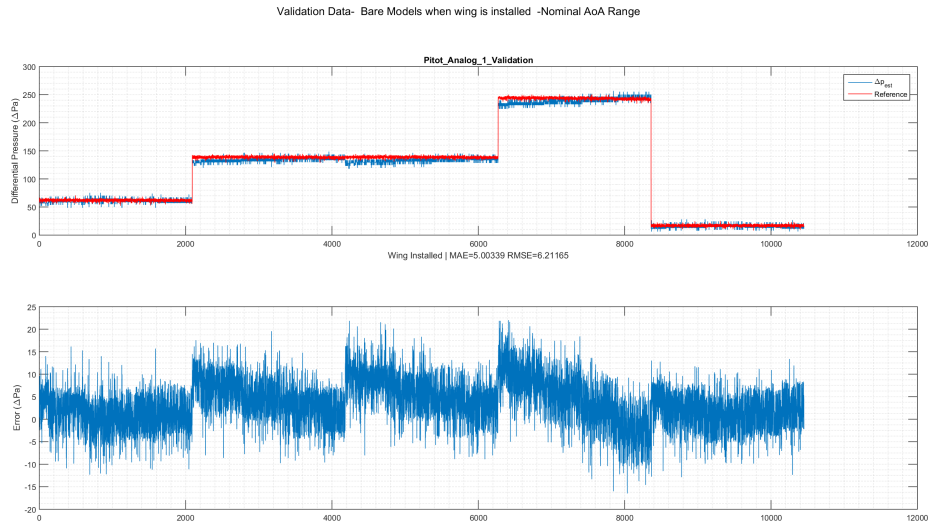 Validation Data-  Bare Models when wing is installed  -Nominal AoA Range
Pitot_Analog_1_Validation
Differential Pressure (ΔPa)
300
250
200
150
100
50
0
Δp_est
Reference
0 2000 4000 6000 8000 10000 12000
Wing Installed | MAE=5.00339 RMSE=6.21165
Error (ΔPa)
25
20
15
10
5
0
-5
-10
-15
-20
0 2000 4000 6000 8000 10000 12000